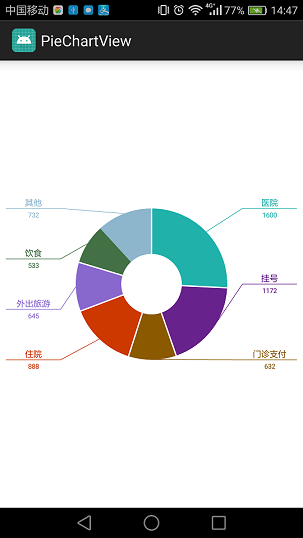 中国移动 4G 77% 14:47
PieChartView
其他
732
医院
1600
饮食
533
挂号
1172
外出旅游
645
住院
888
门诊支付
632